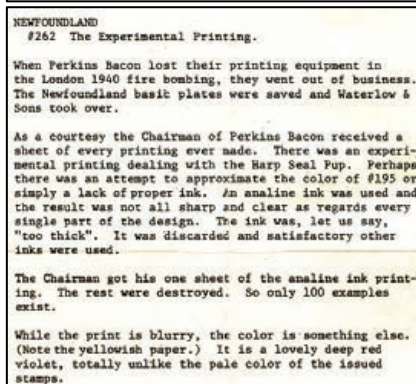 NEWFOUNDLAND
#262 The Experimental Printing.
When Perkins Bacon lost their printing equipment in
the London 1940 fire bombing, they went out of business.
The Newfoundland basic plates were saved and Waterlow &
Sons took over.
As a courtesy the Chairman of Perkins Bacon received a
sheet of every printing ever made. There was an experi-
mental printing dealing with the Harp Seal Pup. Perhaps
there was an attempt to approximate the color of #195 or
simply a lack of proper ink. An analine ink was used and
the result was not all sharp and clear as regards every
single part of the design. The ink was, let us say,
"too thick". It was discarded and satisfactory other
inks were used.
The Chairman got his one sheet of the analine ink print-
ing. The rest were destroyed. So only 100 examples
exist.
While the print is blurry, the color is something else.
(Note the yellowish paper.) It is a lovely deep red
violet, totally unlike the pale color of the issued
stamps.